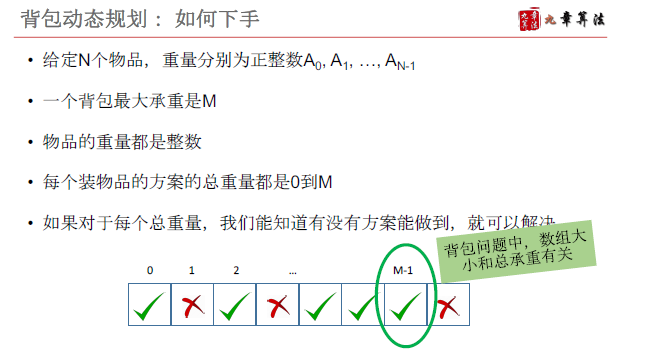 背包动态规划：如何下手
九章算法
• 给定N个物品，重量分别为正整数A0, A1, …, AN-1
• 一个背包最大承重是M
• 物品的重量都是整数
• 每个装物品的方案的总重量都是0到M
• 如果对于每个总重量，我们能知道有没有方案能做到，就可以解决
背包问题中，数组大
小和总承重有关
0 1 2 … M-1